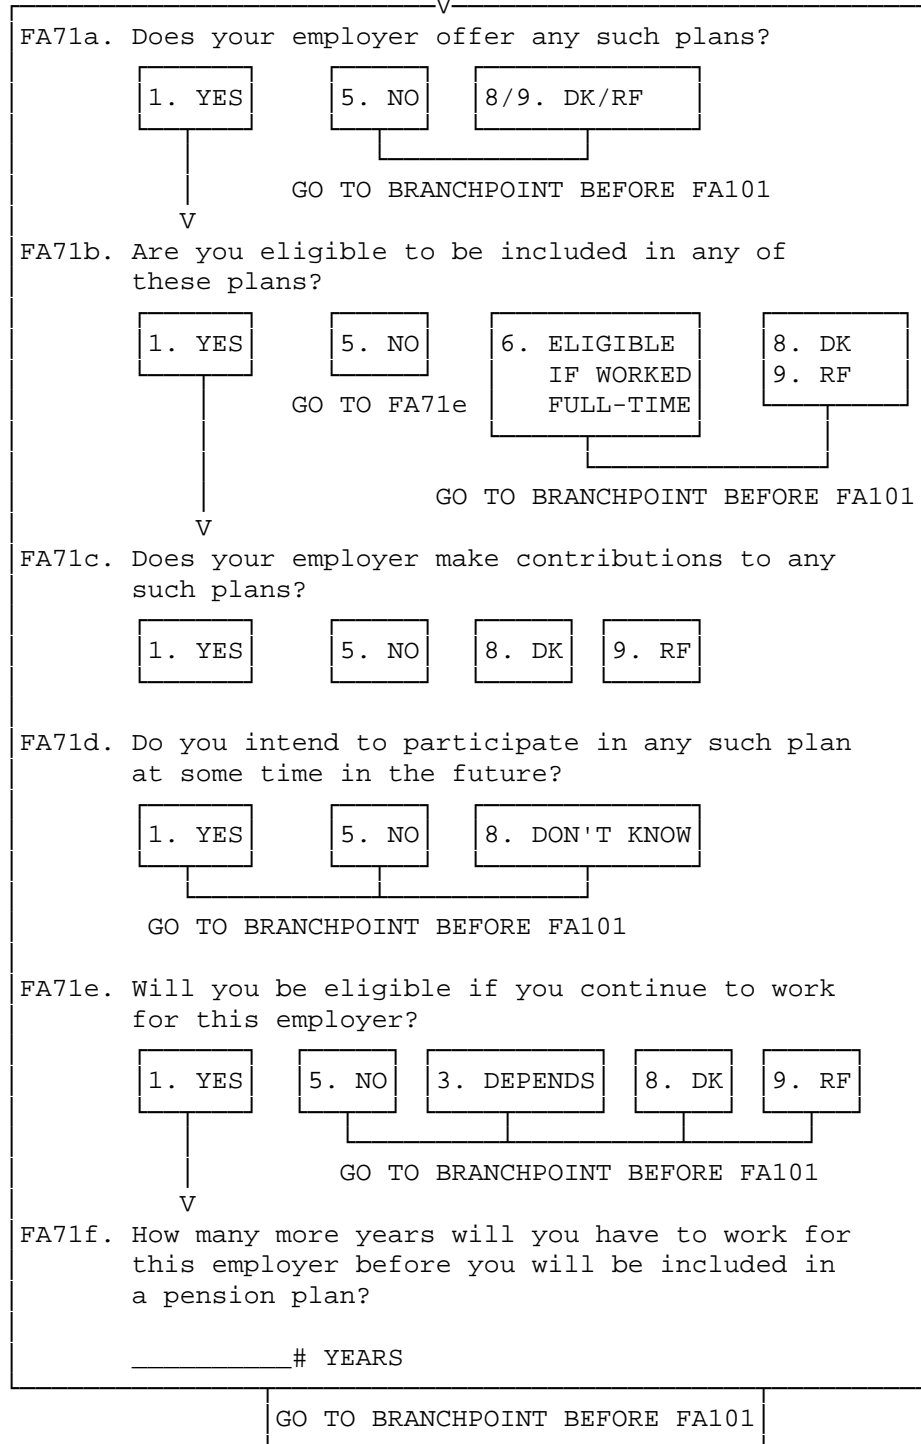 V
FA71a. Does your employer offer any such plans?
1. YES 5. NO 8/9. DK/RF
GO TO BRANCHPOINT BEFORE FA101
V
FA71b. Are you eligible to be included in any of
these plans?
1. YES 5. NO 6. ELIGIBLE 8. DK
IF WORKED 9. RF
GO TO FA71e FULL-TIME
GO TO BRANCHPOINT BEFORE FA101
V
FA71c. Does your employer make contributions to any
such plans?
1. YES 5. NO 8. DK 9. RF
FA71d. Do you intend to participate in any such plan
at some time in the future?
1. YES 5. NO 8. DON'T KNOW
GO TO BRANCHPOINT BEFORE FA101
FA71e. Will you be eligible if you continue to work
for this employer?
1. YES 5. NO 3. DEPENDS 8. DK 9. RF
GO TO BRANCHPOINT BEFORE FA101
V
FA71f. How many more years will you have to work for
this employer before you will be included in
a pension plan?
__________# YEARS
GO TO BRANCHPOINT BEFORE FA101